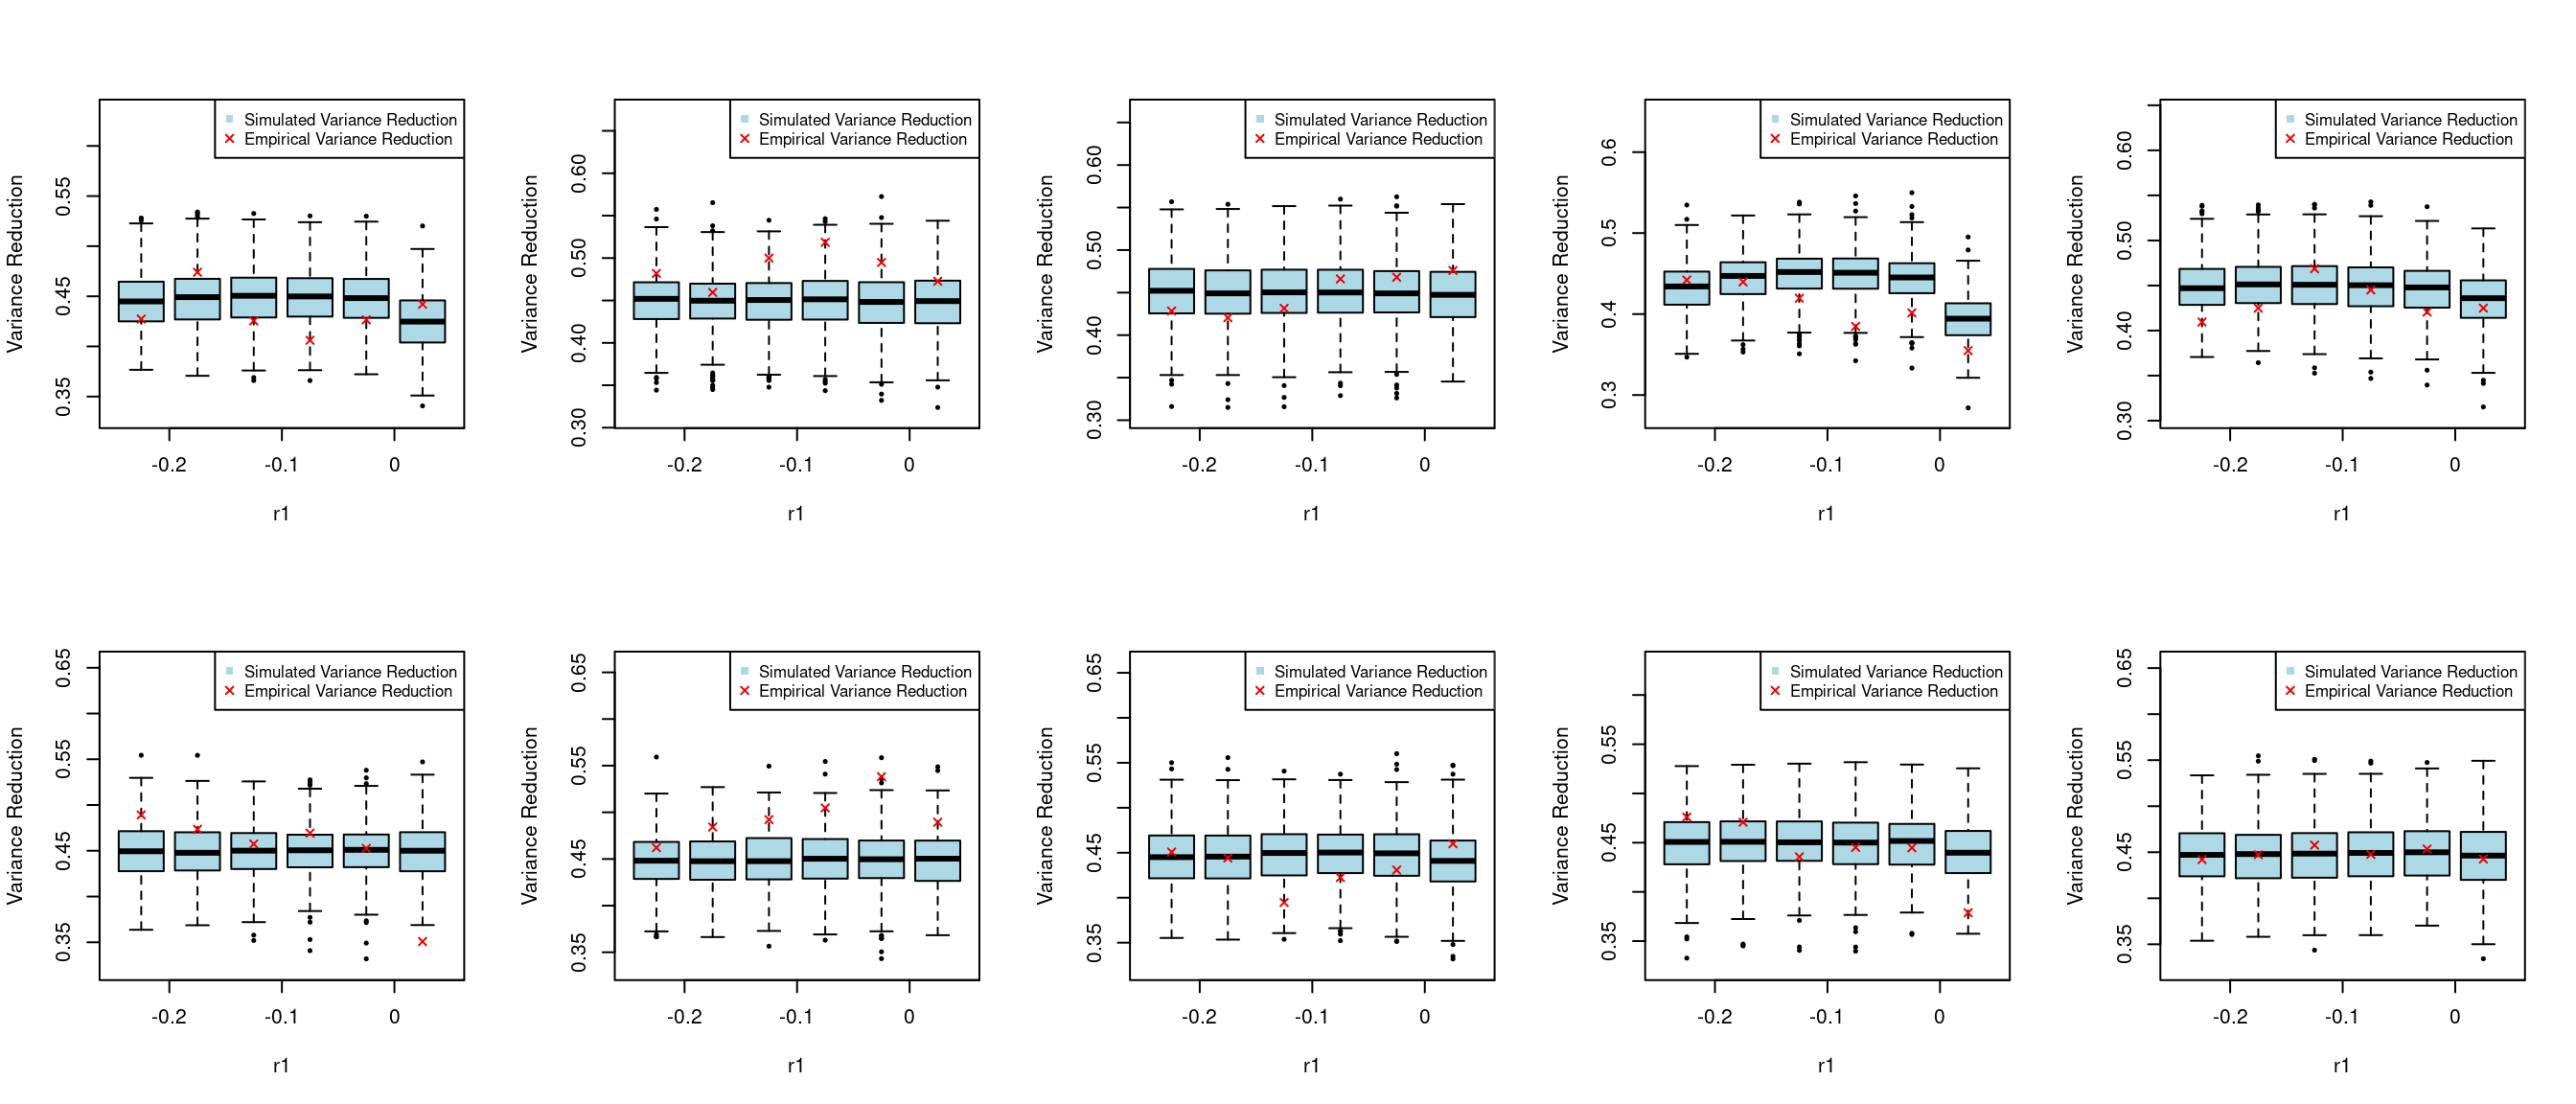 Simulated Variance Reduction
Empirical Variance Reduction
Variance Reduction
0.35 0.45 0.55
-0.2 -0.1 0
r1
Simulated Variance Reduction
Empirical Variance Reduction
Variance Reduction
0.30 0.40 0.50 0.60
-0.2 -0.1 0
r1
Simulated Variance Reduction
Empirical Variance Reduction
Variance Reduction
0.30 0.40 0.50 0.60
-0.2 -0.1 0
r1
Simulated Variance Reduction
Empirical Variance Reduction
Variance Reduction
0.3 0.4 0.5 0.6
-0.2 -0.1 0
r1
Simulated Variance Reduction
Empirical Variance Reduction
Variance Reduction
0.30 0.40 0.50 0.60
-0.2 -0.1 0
r1
Simulated Variance Reduction
Empirical Variance Reduction
Variance Reduction
0.35 0.45 0.55 0.65
-0.2 -0.1 0
r1
Simulated Variance Reduction
Empirical Variance Reduction
Variance Reduction
0.35 0.45 0.55 0.65
-0.2 -0.1 0
r1
Simulated Variance Reduction
Empirical Variance Reduction
Variance Reduction
0.35 0.45 0.55 0.65
-0.2 -0.1 0
r1
Simulated Variance Reduction
Empirical Variance Reduction
Variance Reduction
0.35 0.45 0.55
-0.2 -0.1 0
r1
Simulated Variance Reduction
Empirical Variance Reduction
Variance Reduction
0.35 0.45 0.55 0.65
-0.2 -0.1 0
r1